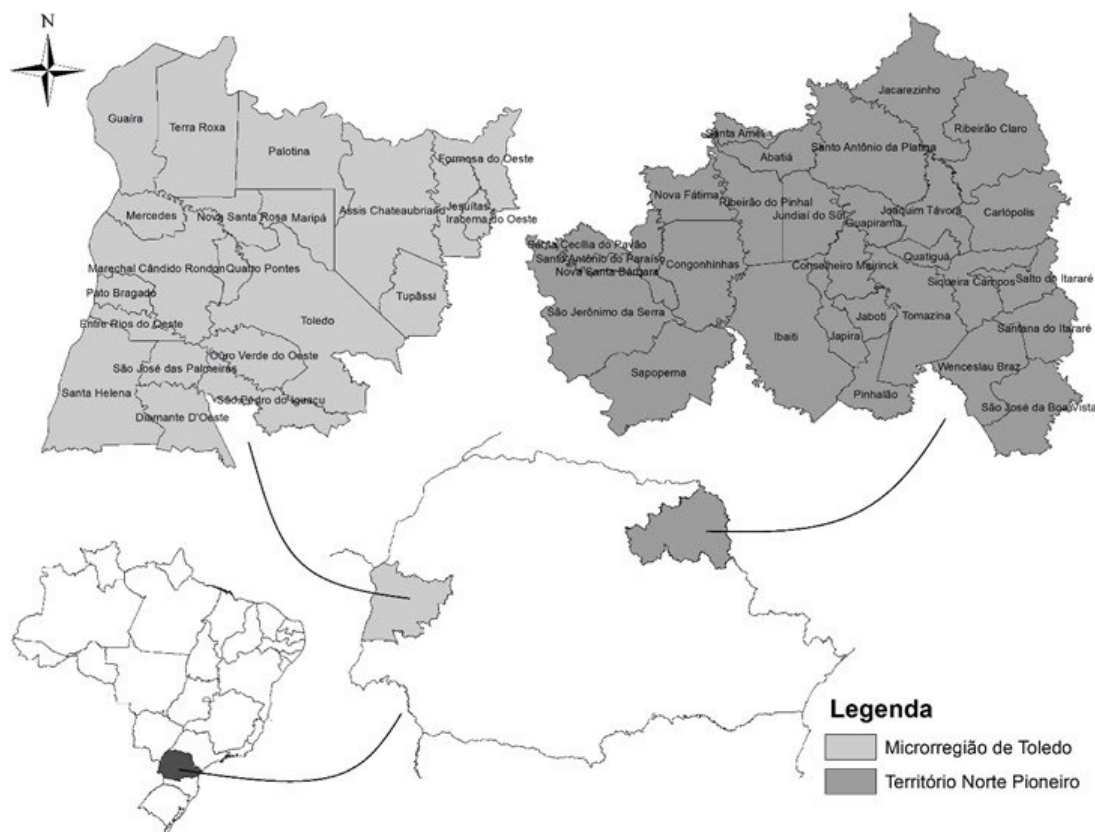 N
Guaíra
Terra Roxa
Palotina
Formosa do Oeste
Assis Chateaubriand
Jesuítas
Iracema do Oeste
Mercedes
Nova Santa Rosa
Maripá
Marechal Cândido Rondon
Quatro Pontes
Pato Bragado
Tupãssi
Entre Rios do Oeste
Toledo
Ouro Verde do Oeste
São José das Palmeiras
Santa Helena
São Pedro do Iguaçu
Diamante D'Oeste
Jacarezinho
Ribeirão Claro
Santa Amélia
Abatiá
Santo Antônio da Platina
Nova Fátima
Ribeirão do Pinhal
Jundiaí do Sul
Guapirama
Joaquim Távora
Carlópolis
Santa Cecília do Pavão
Santo Antônio do Paraíso
Nova Santa Bárbara
Congonhinhas
Conselheiro Mairinck
Quatiguá
Siqueira Campos
Salto do Itararé
São Jerônimo da Serra
Jaboti
Tomazina
Santana do Itararé
Ibaiti
Japira
Sapopema
Wenceslau Braz
Pinhalão
São José da Boa Vista
Legenda
Microrregião de Toledo
Território Norte Pioneiro